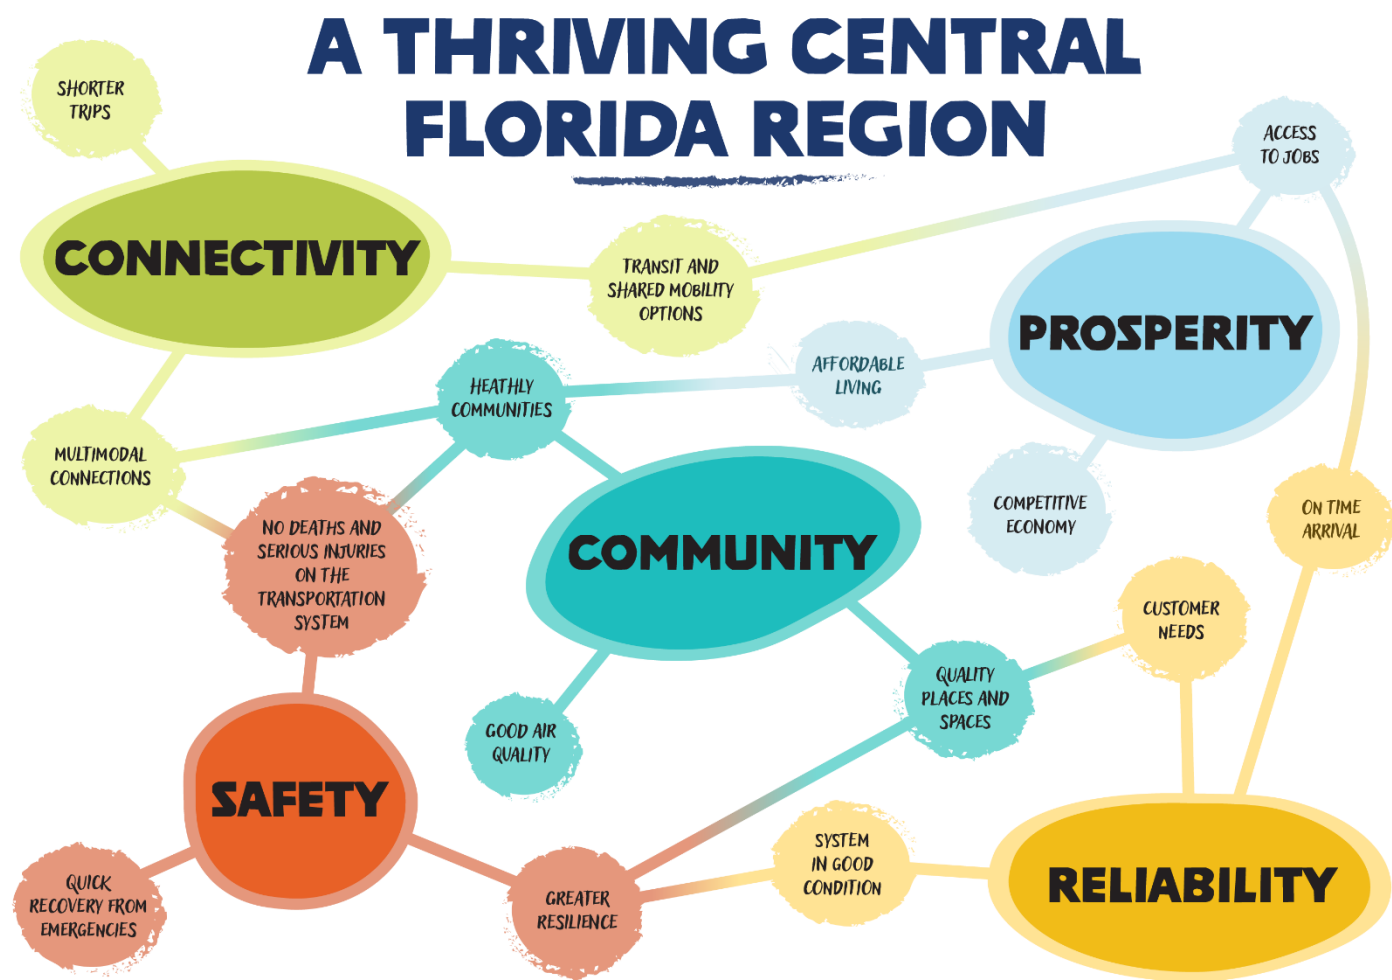 A THRIVING CENTRAL
FLORIDA REGION
SHORTER
TRIPS
ACCESS
TO JOBS
CONNECTIVITY
TRANSIT AND
SHARED MOBILITY
OPTIONS
PROSPERITY
AFFORDABLE
LIVING
HEATHLY
COMMUNITIES
MULTIMODAL
CONNECTIONS
COMPETITIVE
ECONOMY
ON TIME
ARRIVAL
NO DEATHS AND
SERIOUS INJURIES
ON THE
TRANSPORTATION
SYSTEM
COMMUNITY
CUSTOMER
NEEDS
QUALITY
PLACES AND
SPACES
GOOD AIR
QUALITY
SAFETY
SYSTEM
IN GOOD
CONDITION
RELIABILITY
QUICK
RECOVERY FROM
EMERGENCIES
GREATER
RESILIENCE